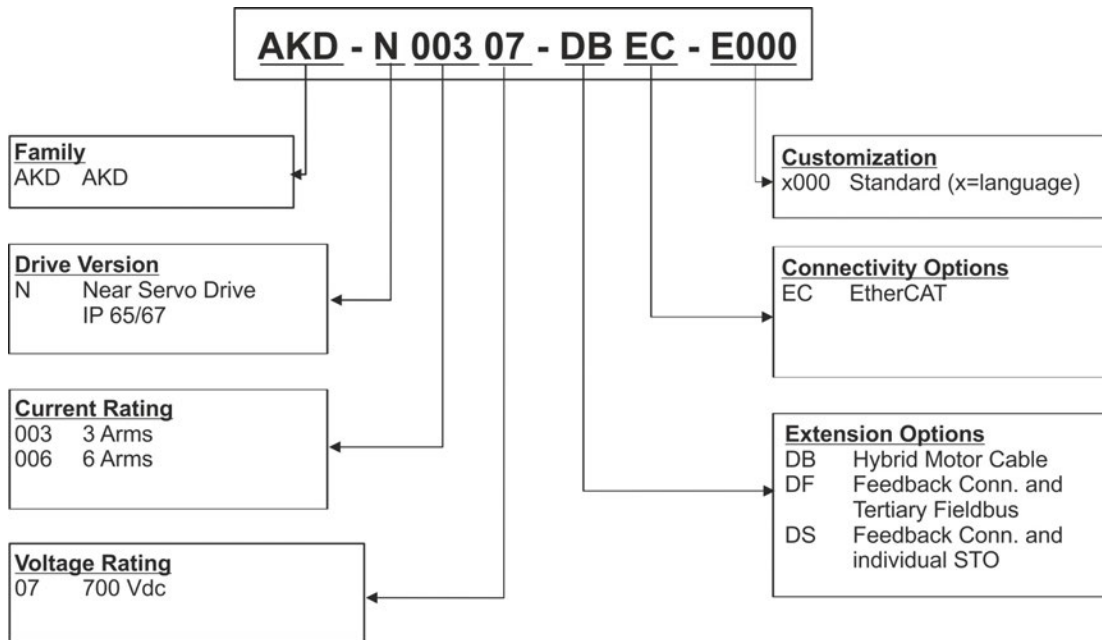 AKD - N 003 07 - DB EC - E000
Family
AKD AKD
Drive Version
N Near Servo Drive
IP 65/67
Current Rating
003 3 Arms
006 6 Arms
Voltage Rating
07 700 Vdc
Customization
x000 Standard (x=language)
Connectivity Options
EC EtherCAT
Extension Options
DB Hybrid Motor Cable
DF Feedback Conn. and
Tertiary Fieldbus
DS Feedback Conn. and
individual STO